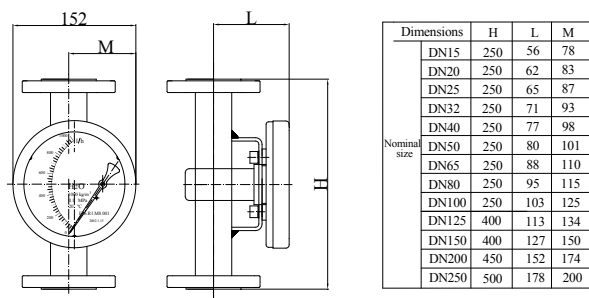 152
M
L
H
H2O
Dimensions H L M
Nominal size
DN15 250 56 78
DN20 250 62 83
DN25 250 65 87
DN32 250 71 93
DN40 250 77 98
DN50 250 80 101
DN65 250 88 110
DN80 250 95 115
DN100 250 103 125
DN125 400 113 134
DN150 400 127 150
DN200 450 152 174
DN250 500 178 200